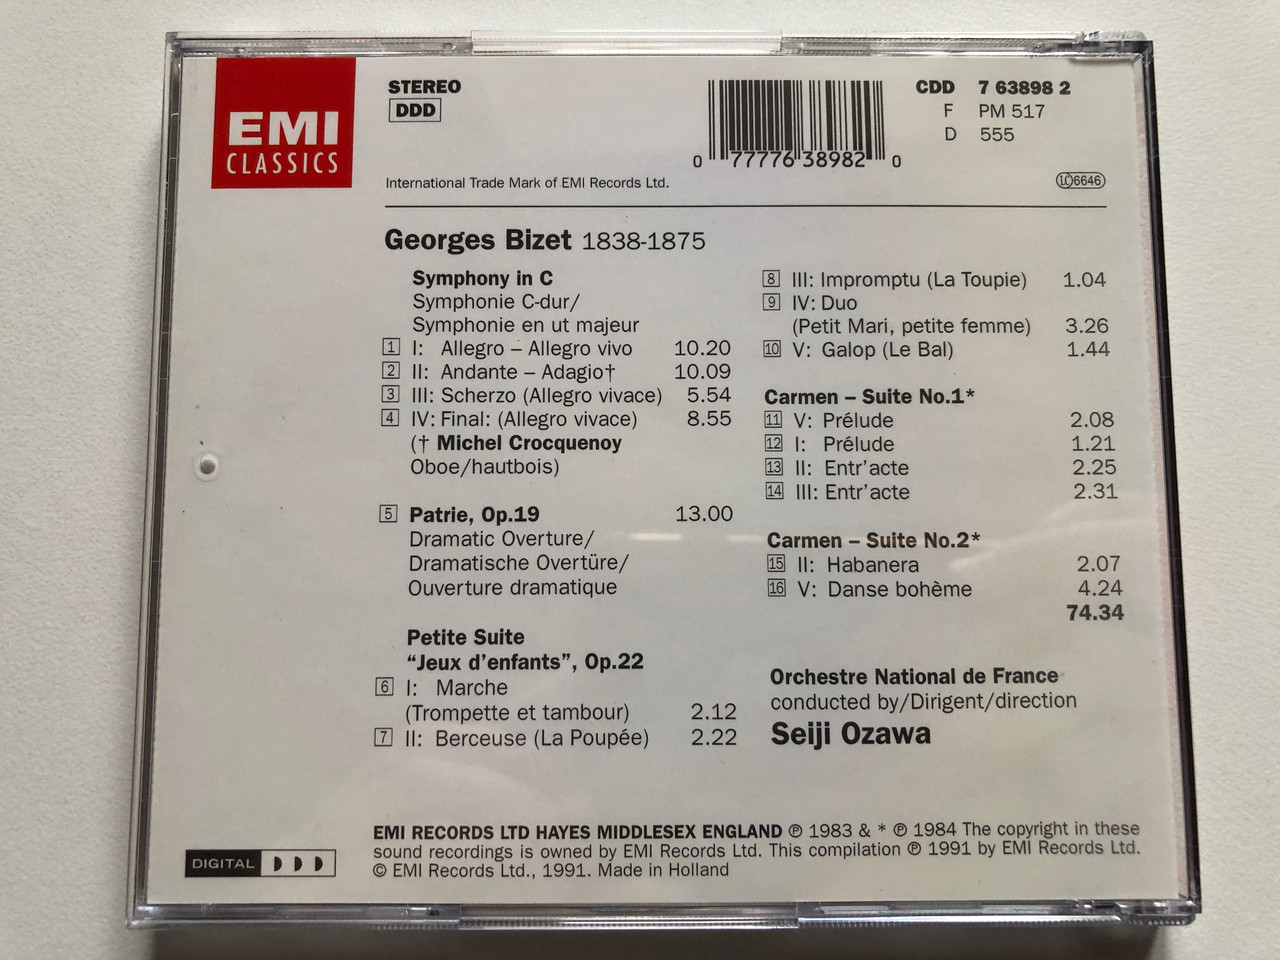 EMI
CLASSICS
STEREO
DDD
International Trade Mark of EMI Records Ltd.
0 77776 38982 0
CDD 7 63898 2
F PM 517
D 555
LC 6646
Georges Bizet 1838-1875
Symphony in C
Symphonie C-dur/
Symphonie en ut majeur
1 I: Allegro – Allegro vivo 10.20
2 II: Andante – Adagio† 10.09
3 III: Scherzo (Allegro vivace) 5.54
4 IV: Final: (Allegro vivace) 8.55
(† Michel Crocquenoy
Oboe/hautbois)
5 Patrie, Op.19 13.00
Dramatic Overture/
Dramatische Overtüre/
Ouverture dramatique
Petite Suite
“Jeux d’enfants”, Op.22
6 I: Marche
(Trompette et tambour) 2.12
7 II: Berceuse (La Poupée) 2.22
8 III: Impromptu (La Toupie) 1.04
9 IV: Duo
(Petit Mari, petite femme) 3.26
10 V: Galop (Le Bal) 1.44
Carmen – Suite No.1*
11 V: Prélude 2.08
12 I: Prélude 1.21
13 II: Entr’acte 2.25
14 III: Entr’acte 2.31
Carmen – Suite No.2*
15 II: Habanera 2.07
16 V: Danse bohème 4.24
74.34
Orchestre National de France
conducted by/Dirigent/direction
Seiji Ozawa
DIGITAL DDD
EMI RECORDS LTD HAYES MIDDLESEX ENGLAND ℗ 1983 & * ℗ 1984 The copyright in these
sound recordings is owned by EMI Records Ltd. This compilation ℗ 1991 by EMI Records Ltd.
© EMI Records Ltd., 1991. Made in Holland